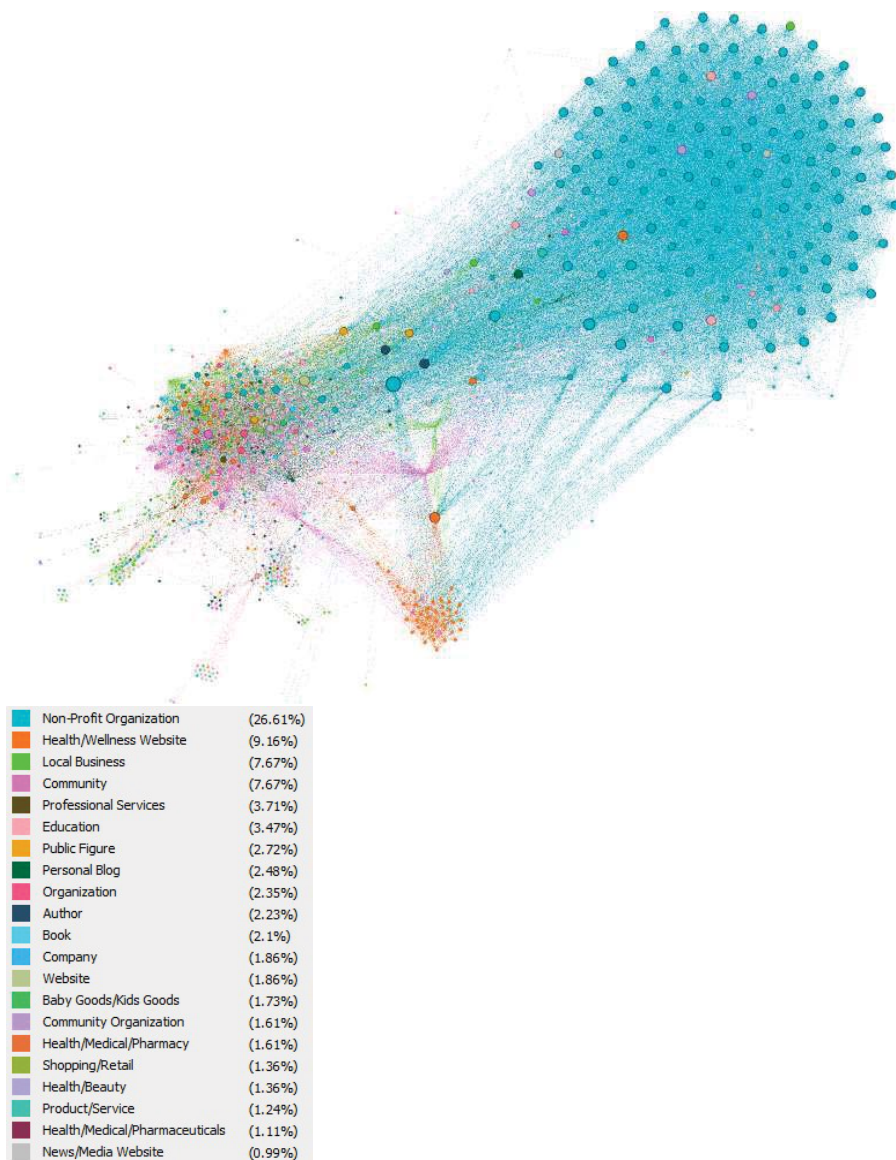 Non-Profit Organization (26.61%)
Health/Wellness Website (9.16%)
Local Business (7.67%)
Community (7.67%)
Professional Services (3.71%)
Education (3.47%)
Public Figure (2.72%)
Personal Blog (2.48%)
Organization (2.35%)
Author (2.23%)
Book (2.1%)
Company (1.86%)
Website (1.86%)
Baby Goods/Kids Goods (1.73%)
Community Organization (1.61%)
Health/Medical/Pharmacy (1.61%)
Shopping/Retail (1.36%)
Health/Beauty (1.36%)
Product/Service (1.24%)
Health/Medical/Pharmaceuticals (1.11%)
News/Media Website (0.99%)